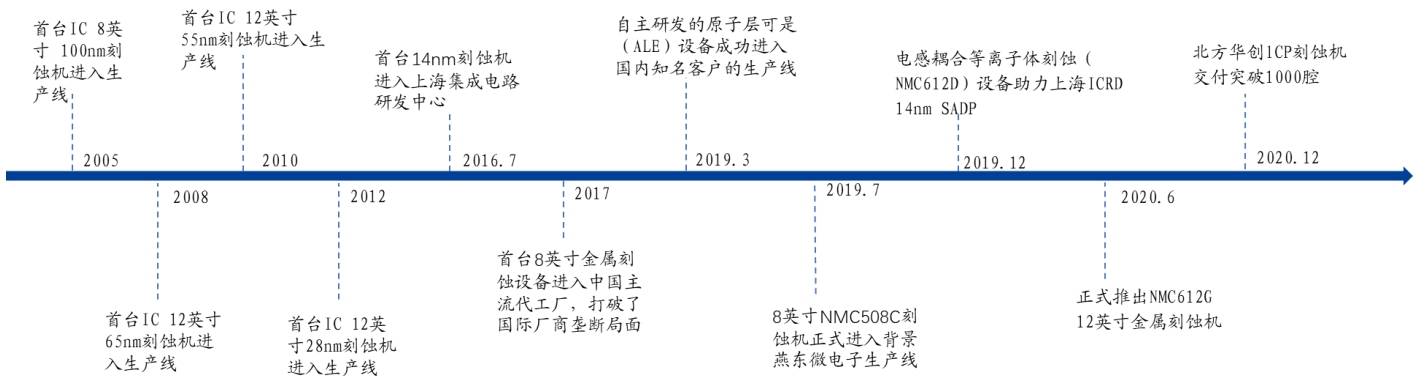 首台IC 8英
寸 100nm刻
蚀机进入生
产线
2005
2008
首台IC 12英寸
65nm刻蚀机进
入生产线
首台IC 12英寸
55nm刻蚀机进入生
产线
2010
2012
首台IC 12英
寸28nm刻蚀机
进入生产线
首台14nm刻蚀机
进入上海集成电路
研发中心
2016.7
2017
首台8英寸金属刻
蚀设备进入中国主
流代工厂，打破了
国际厂商垄断局面
自主研发的原子层可是
（ALE）设备成功进入
国内知名客户的生产线
2019.3
2019.7
8英寸NMC508C刻
蚀机正式进入背景
燕东微电子生产线
电感耦合等离子体刻蚀（
NMC612D）设备助力上海ICRD
14nm SADP
2019.12
2020.6
正式推出NMC612G
12英寸金属刻蚀机
北方华创ICP刻蚀机
交付突破1000腔
2020.12